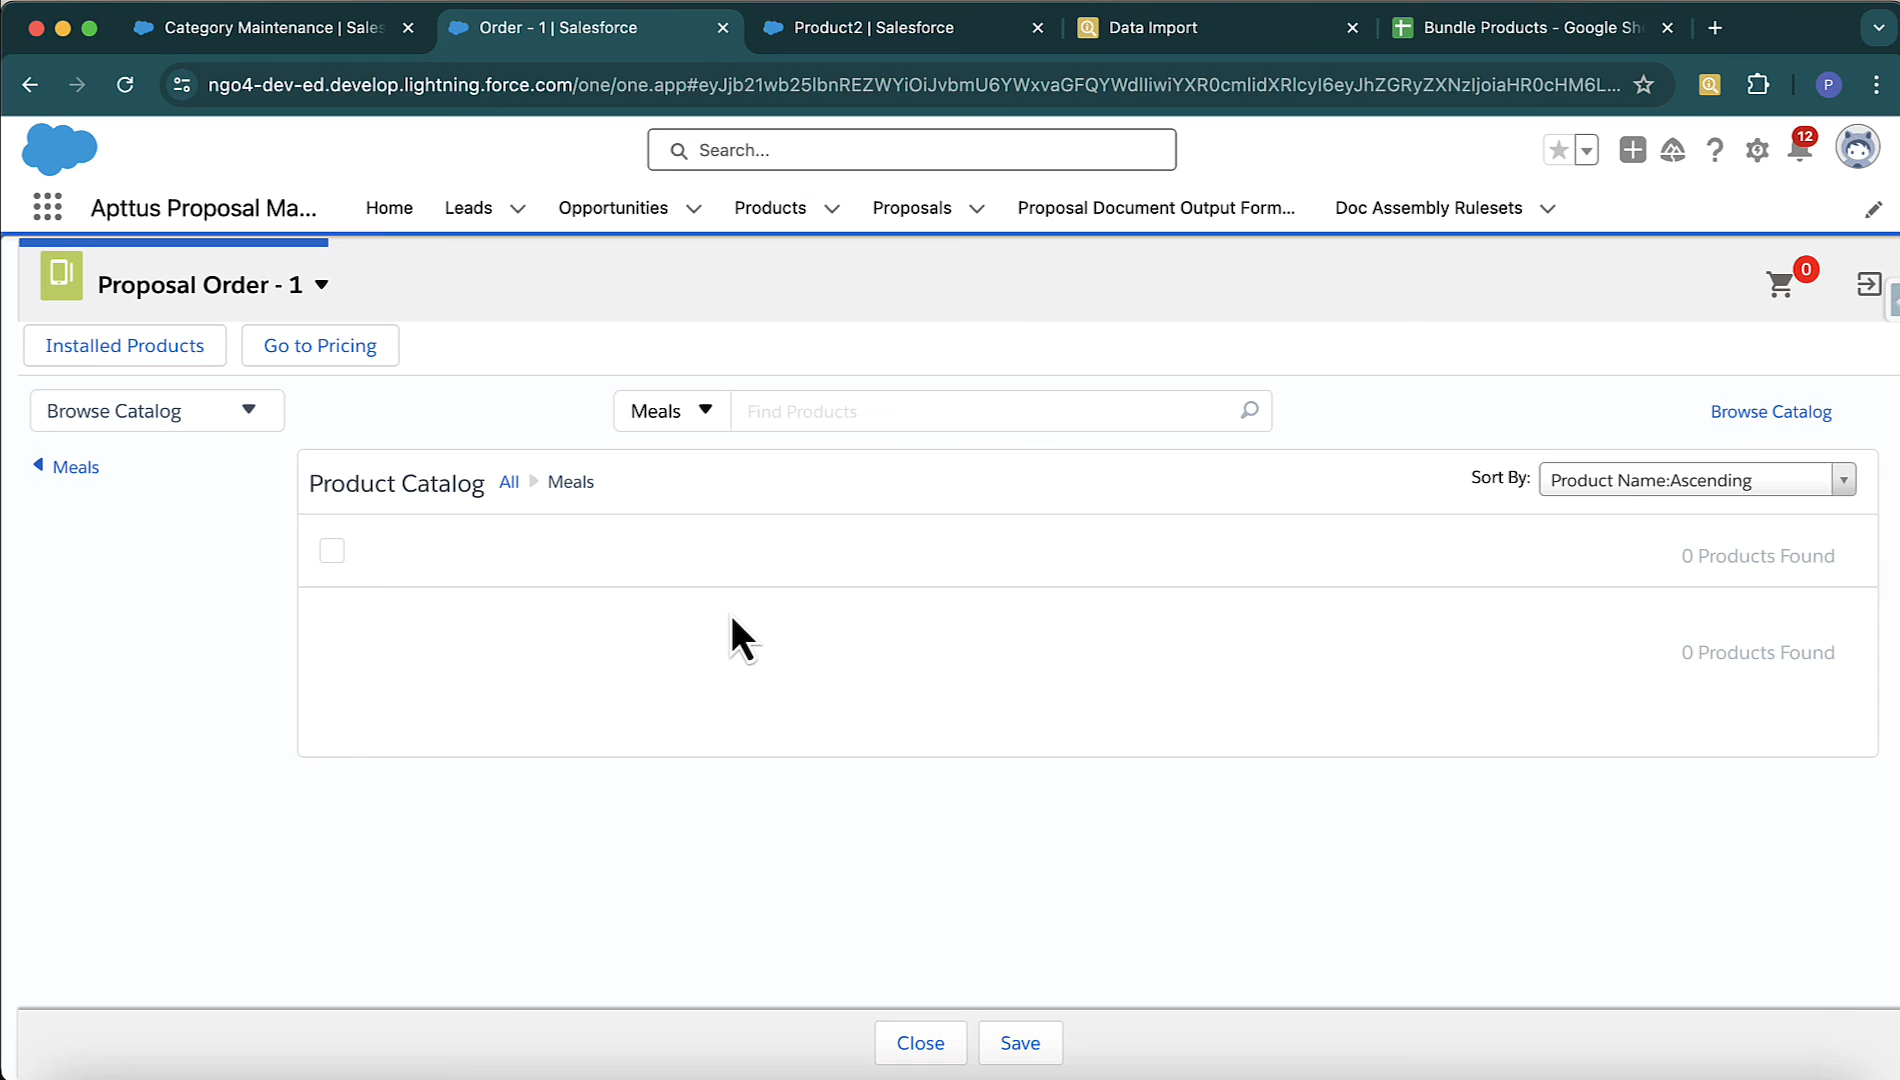 Category Maintenance | Sales
Order - 1 | Salesforce
Product2 | Salesforce
Data Import
Bundle Products - Google She
ngo4-dev-ed.develop.lightning.force.com/one/one.app#eyJjb21wb25lbnREZWYiOiJvbmU6YWxvaGFQYWdlIiwiYXR0cmlidXRlcyI6eyJhZGRyZXNzIjoiaHR0cHM6L...
P
Search...
12
Apttus Proposal Ma...
Home
Leads
Opportunities
Products
Proposals
Proposal Document Output Form...
Doc Assembly Rulesets
Proposal Order - 1
0
Installed Products
Go to Pricing
Browse Catalog
Meals
Find Products
Browse Catalog
Meals
Product Catalog
All
Meals
Sort By:
Product Name:Ascending
0 Products Found
0 Products Found
Close
Save